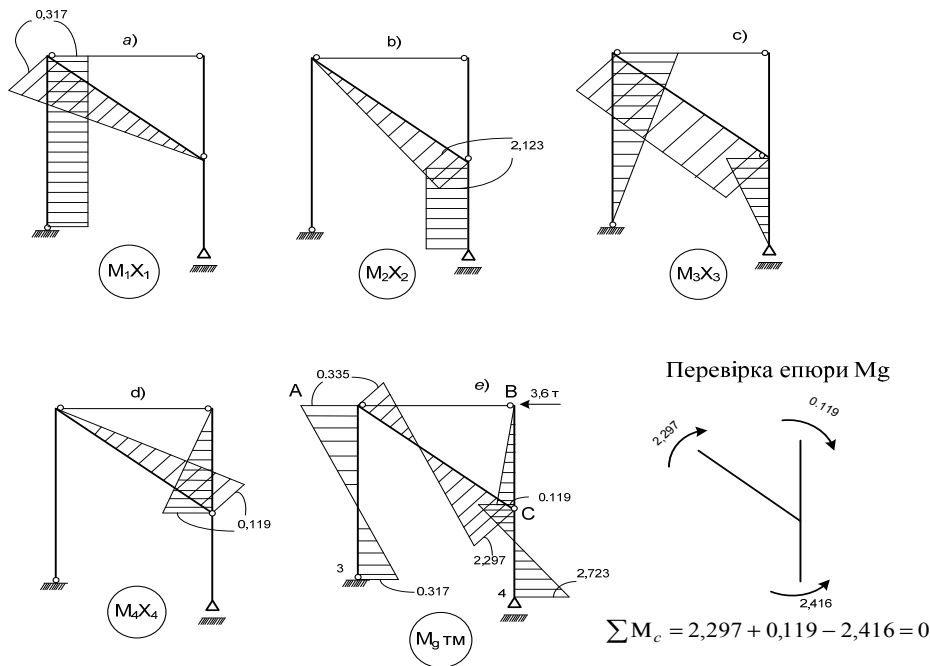 0,317
a)
M₁X₁
b)
2,123
M₂X₂
c)
M₃X₃
d)
0,119
M₄X₄
A
0.335
e)
B
3,6 т
0.119
C
2,297
3
0.317
4
2,723
Mg тм
Перевірка епюри Mg
2,297
0.119
2,416
∑Mc = 2,297 + 0,119 − 2,416 = 0